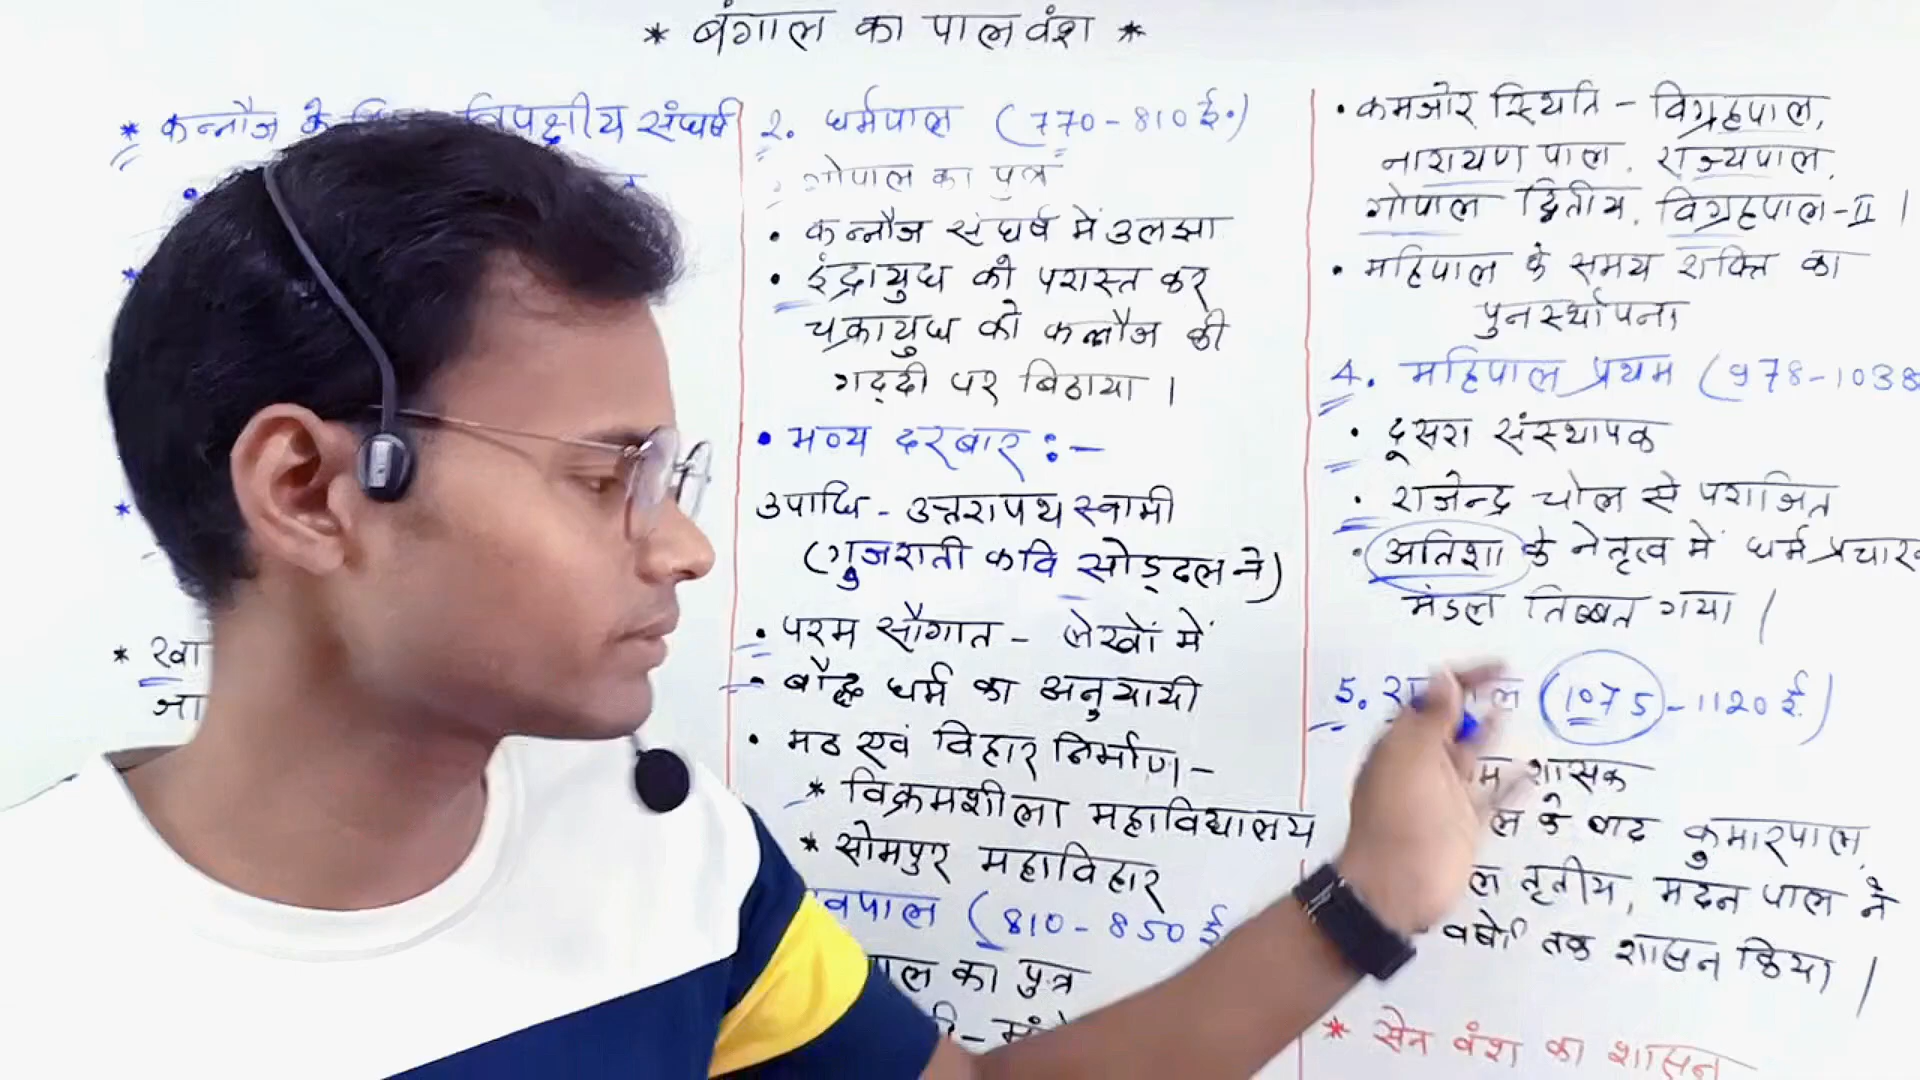 * बंगाल का पाल वंश *
* कन्नौज के त्रिपक्षीय संघर्ष
* खा
जा
2. धर्मपाल (770-810 ई.)
गोपाल का पुत्र
• कन्नौज संघर्ष में उलझा
• इंद्रायुध को परास्त कर
चक्रायुध को कन्नौज की
गद्दी पर बिठाया ।
• भव्य दरबार :-
उपाधि - उत्तरापथ स्वामी
(गुजराती कवि सोड्दल ने)
• परम सौगात - लेखों में
• बौद्ध धर्म का अनुयायी
• मठ एवं विहार निर्माण-
* विक्रमशीला महाविद्यालय
* सोमपुर महाविहार
वपाल (810-850 ई
पाल का पुत्र
• कमजोर स्थिति - विग्रहपाल,
नारायण पाल, राज्यपाल,
गोपाल द्वितीय, विग्रहपाल-II ।
• महिपाल के समय शक्ति का
पुनर्स्थापना
4. महिपाल प्रथम (978-1038
• दूसरा संस्थापक
• राजेन्द्र चोल से पराजित
• अतिशा के नेतृत्व में धर्म प्रचारक
मंडल तिब्बत गया |
5. (1075-1120 ई.)
म शासक
ल के बाद कुमारपाल,
ल तृतीय, मदन पाल ने
वर्षों तक शासन किया |
* सेन वंश का शासन